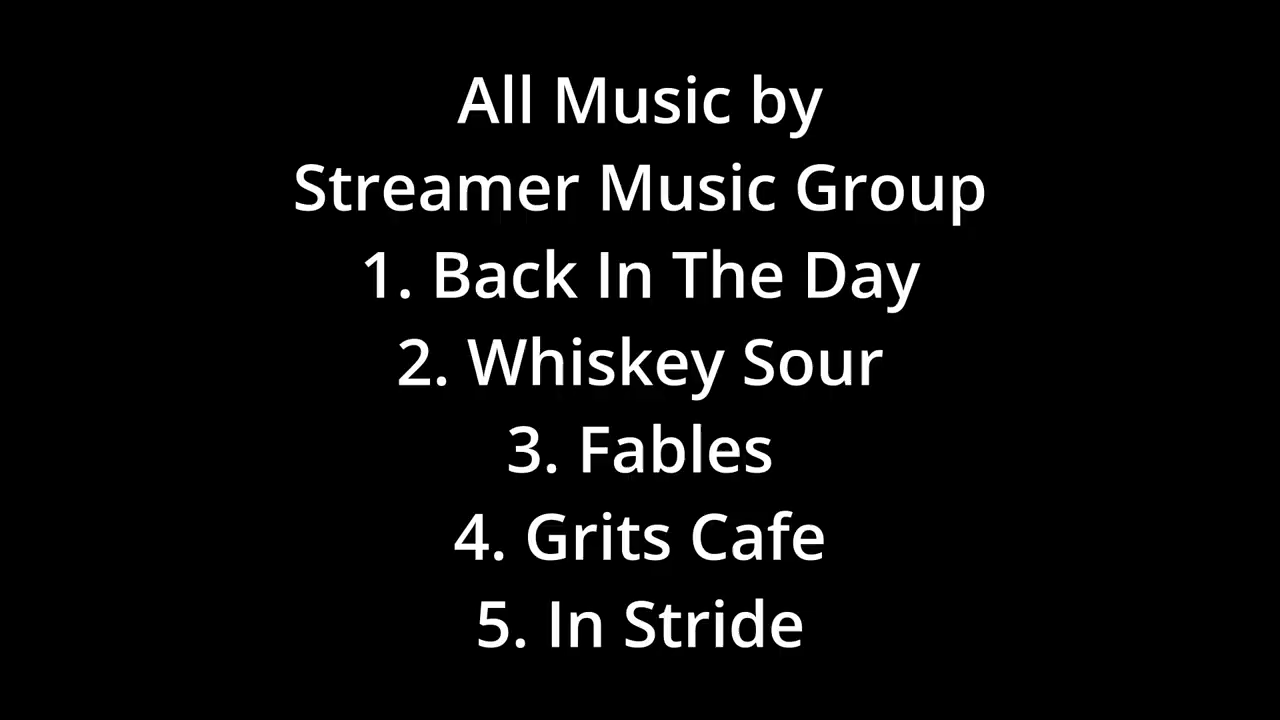 All Music by
Streamer Music Group
1. Back In The Day
2. Whiskey Sour
3. Fables
4. Grits Cafe
5. In Stride